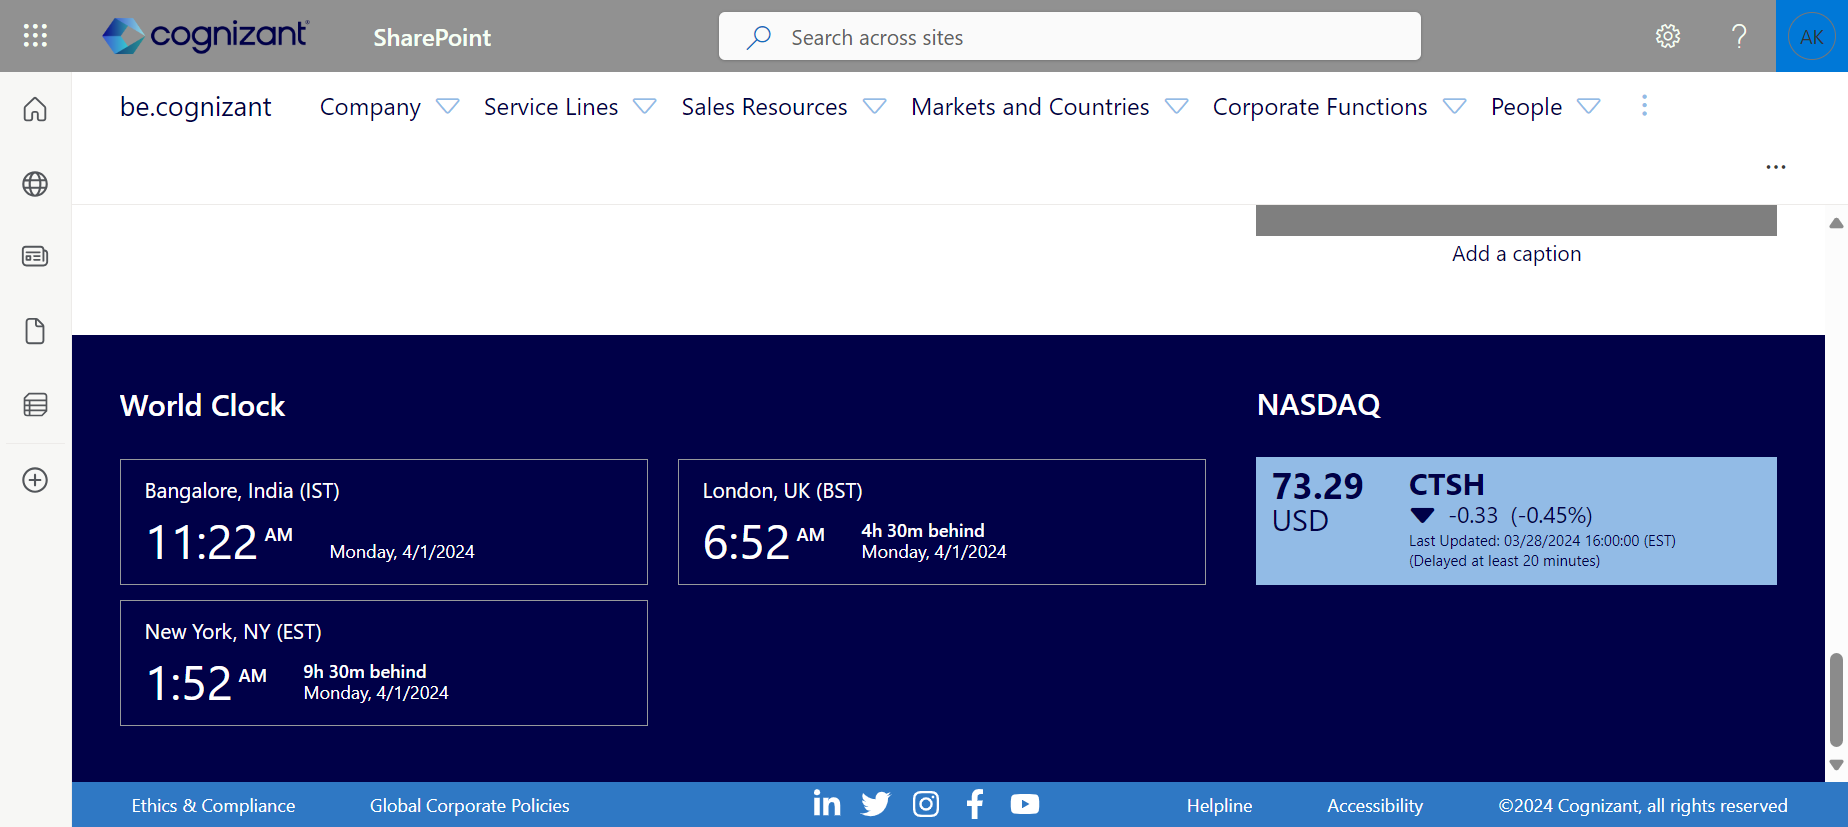 cognizant
SharePoint
Search across sites
?
AK
be.cognizant
Company
Service Lines
Sales Resources
Markets and Countries
Corporate Functions
People
...
Add a caption
World Clock
Bangalore, India (IST)
11:22 AM
Monday, 4/1/2024
London, UK (BST)
6:52 AM
4h 30m behind
Monday, 4/1/2024
New York, NY (EST)
1:52 AM
9h 30m behind
Monday, 4/1/2024
NASDAQ
73.29
USD
CTSH
-0.33 (-0.45%)
Last Updated: 03/28/2024 16:00:00 (EST)
(Delayed at least 20 minutes)
Ethics & Compliance
Global Corporate Policies
Helpline
Accessibility
©2024 Cognizant, all rights reserved